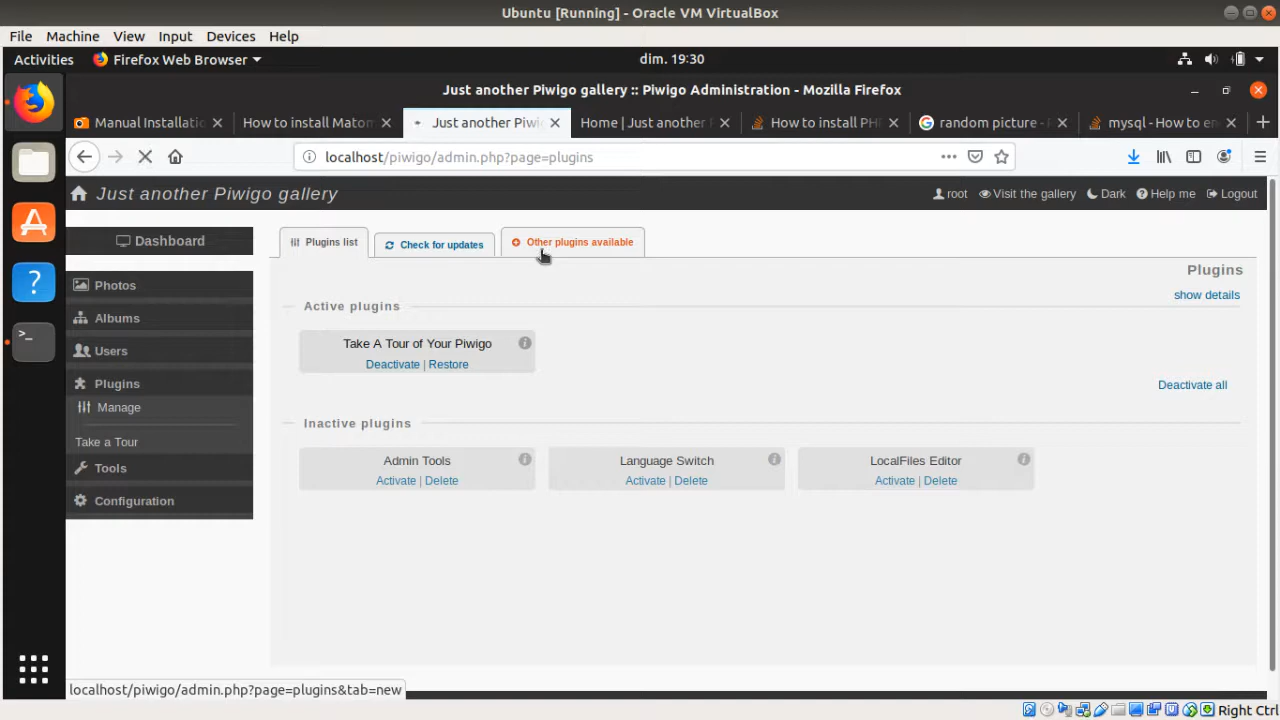 Ubuntu [Running] - Oracle VM VirtualBox
File Machine View Input Devices Help
Activities Firefox Web Browser dim. 19:30
Just another Piwigo gallery :: Piwigo Administration - Mozilla Firefox
Manual Installatio How to install Matom Just another Piwi Home | Just another How to install PH random picture - mysql - How to en
localhost/piwigo/admin.php?page=plugins
Just another Piwigo gallery root Visit the gallery Dark Help me Logout
Dashboard
Photos
Albums
Users
Plugins
Manage
Take a Tour
Tools
Configuration
Plugins list Check for updates Other plugins available
Plugins
show details
Active plugins
Take A Tour of Your Piwigo
Deactivate | Restore
Deactivate all
Inactive plugins
Admin Tools
Activate | Delete
Language Switch
Activate | Delete
LocalFiles Editor
Activate | Delete
localhost/piwigo/admin.php?page=plugins&tab=new
Right Ctrl